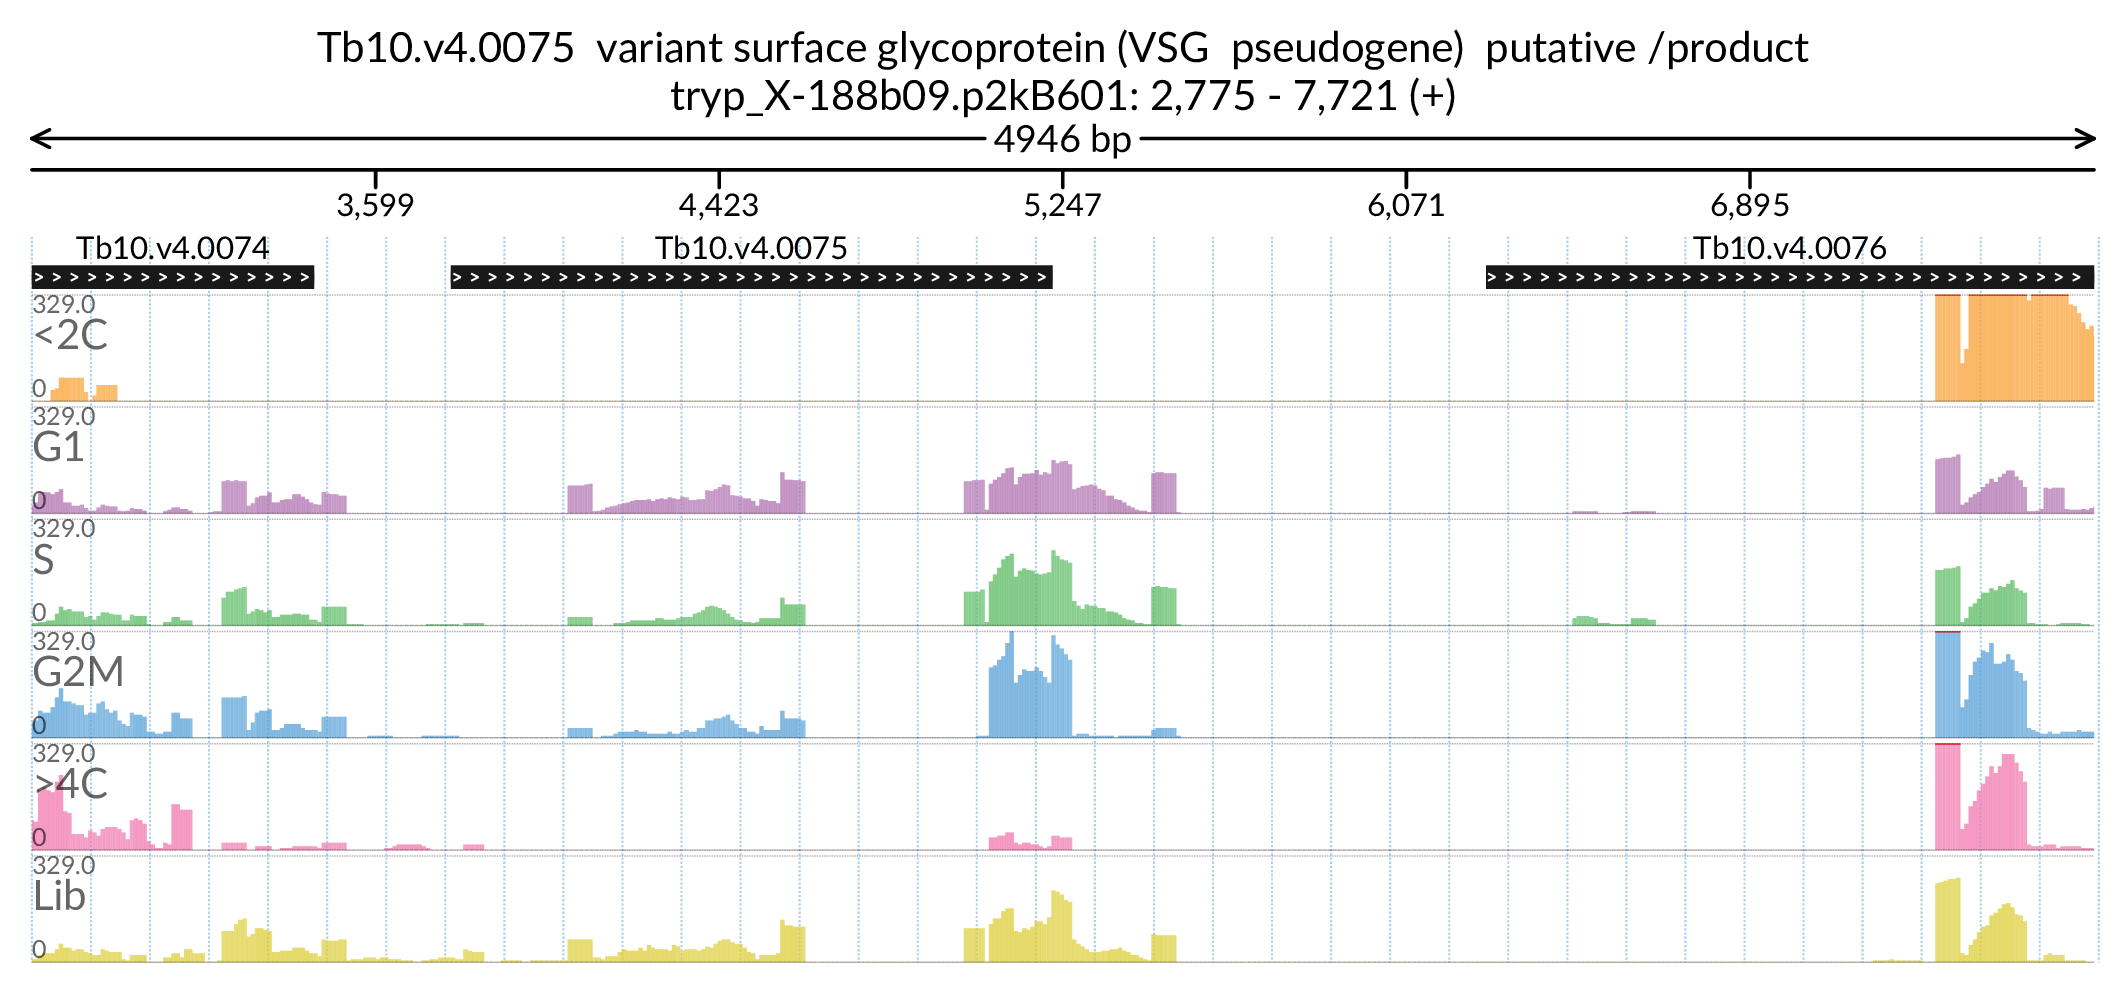 Tb10.v4.0075 variant surface glycoprotein (VSG pseudogene) putative /product
tryp_X-188b09.p2kB601: 2,775 - 7,721 (+)
4946 bp
3,599 4,423 5,247 6,071 6,895
Tb10.v4.0074 Tb10.v4.0075 Tb10.v4.0076
329.0
<2C
0
329.0
G1
0
329.0
S
0
329.0
G2M
0
329.0
>4C
0
329.0
Lib
0